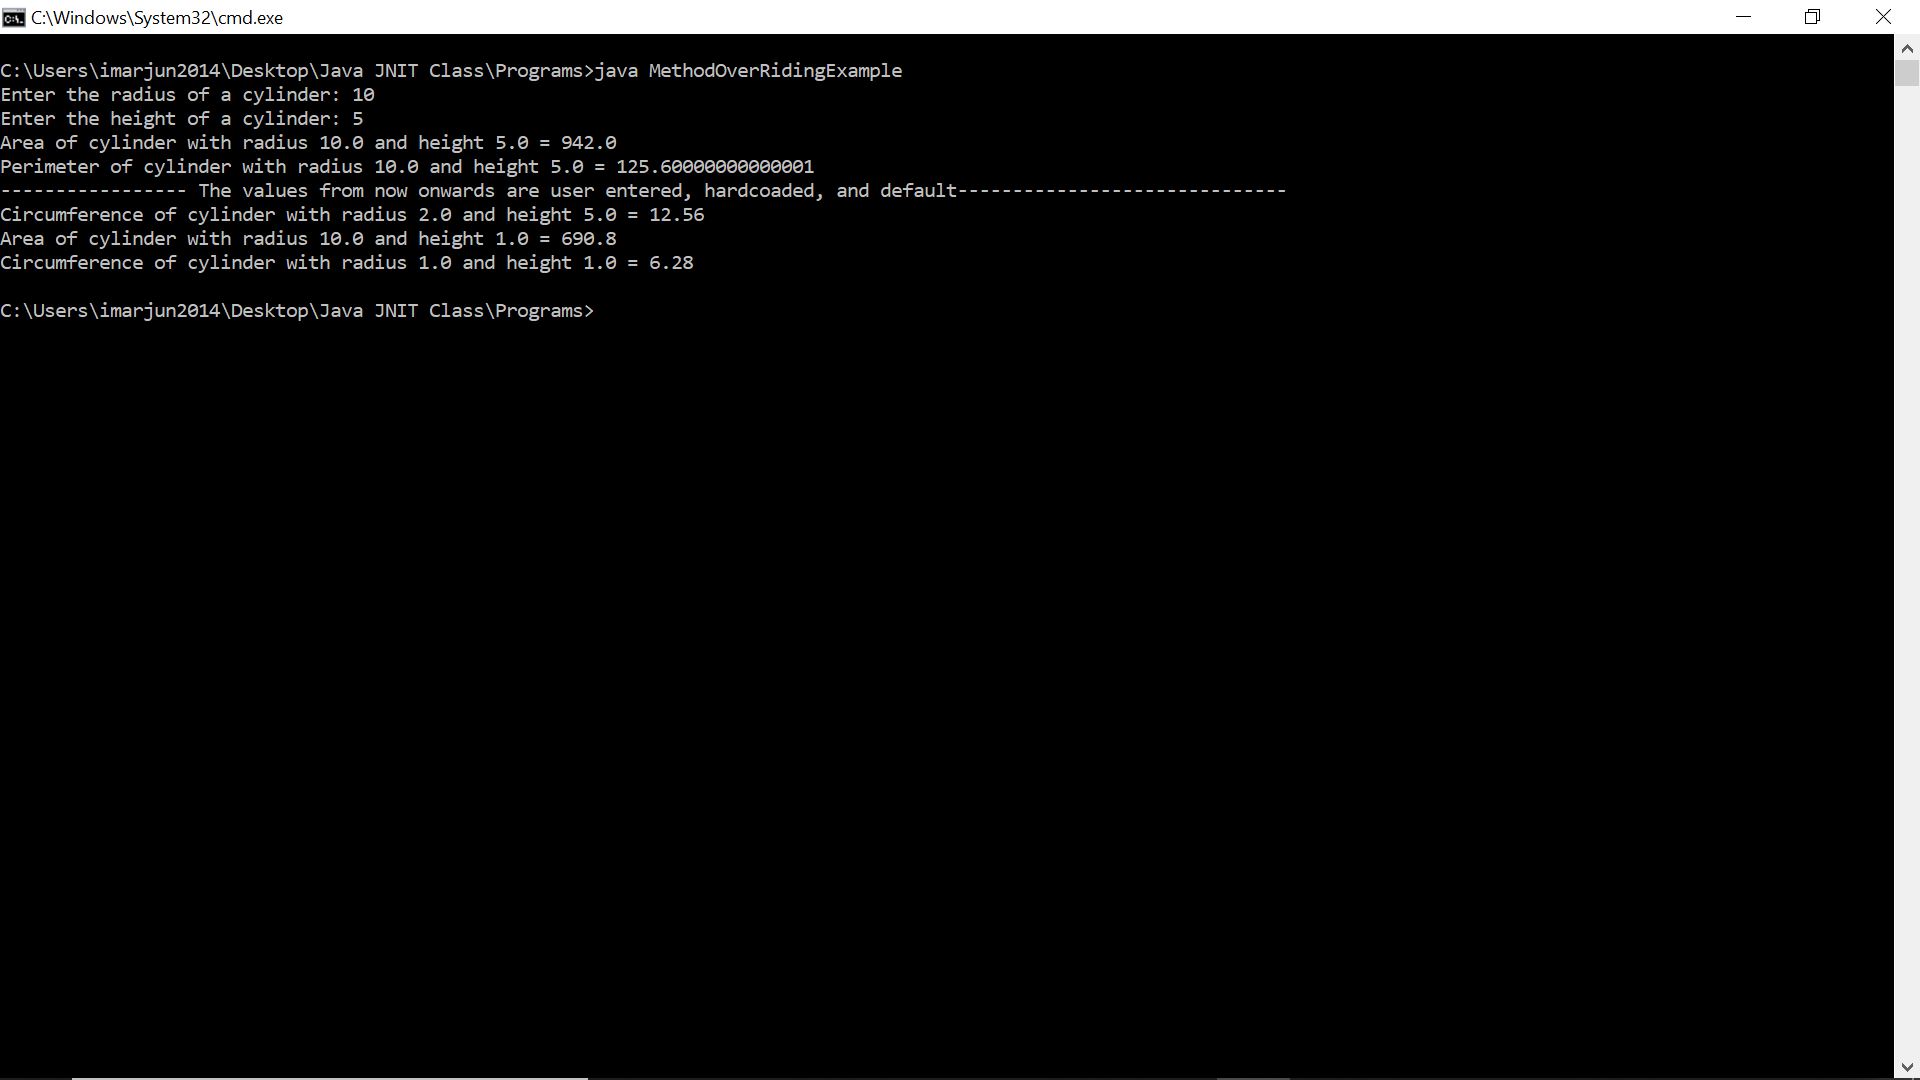 C:\Windows\System32\cmd.exe
C:\Users\imarjun2014\Desktop\Java JNIT Class\Programs>java MethodOverRidingExample
Enter the radius of a cylinder: 10
Enter the height of a cylinder: 5
Area of cylinder with radius 10.0 and height 5.0 = 942.0
Perimeter of cylinder with radius 10.0 and height 5.0 = 125.60000000000001
----------------- The values from now onwards are user entered, hardcoaded, and default------------------------------
Circumference of cylinder with radius 2.0 and height 5.0 = 12.56
Area of cylinder with radius 10.0 and height 1.0 = 690.8
Circumference of cylinder with radius 1.0 and height 1.0 = 6.28
C:\Users\imarjun2014\Desktop\Java JNIT Class\Programs>